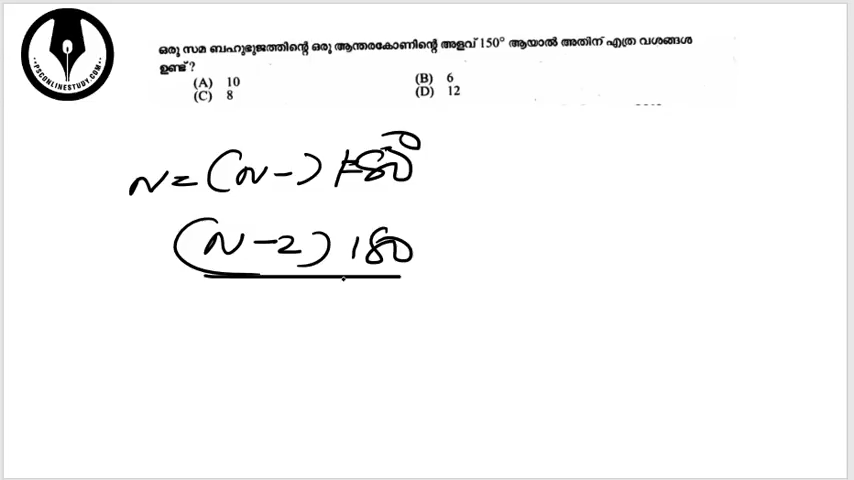 ഒരു സമ ബഹുഭുജത്തിന്റെ ഒരു ആന്തരകോണിന്റെ അളവ് 150° ആയാൽ അതിന് എത്ര വശങ്ങൾ
ഉണ്ട് ?
(A) 10 (B) 6
(C) 8 (D) 12
··PSCONLINESTUDY.COM··
N = (N - ) 180
(N - 2) 180